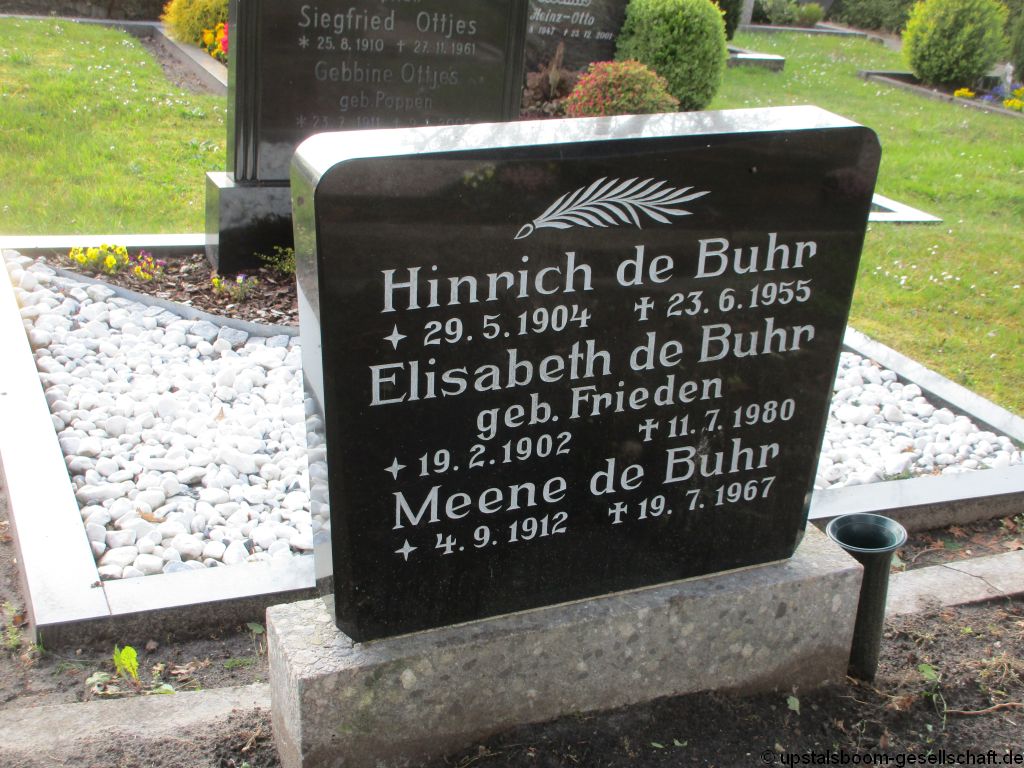 Siegfried Ottjes
* 25. 8. 1910 † 27. 11. 1961
Gebbine Ottjes
geb. Poppen
Heinz-Otto
Hinrich de Buhr
✦ 29. 5. 1904 ✝ 23. 6. 1955
Elisabeth de Buhr
geb. Frieden
✦ 19. 2. 1902 ✝ 11. 7. 1980
Meene de Buhr
✦ 4. 9. 1912 ✝ 19. 7. 1967
© upstalsboom-gesellschaft.de